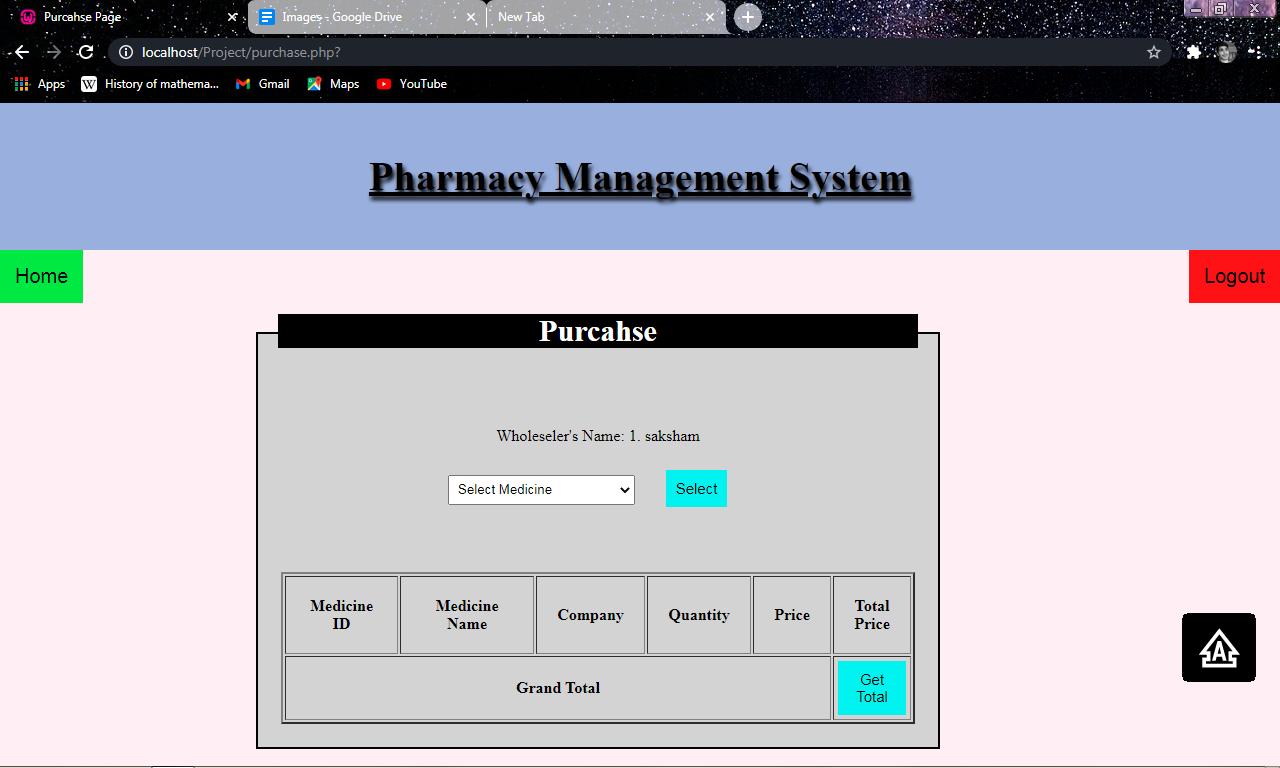 Purcahse Page
Images - Google Drive
New Tab
localhost/Project/purchase.php?
Apps
W
History of mathema...
Gmail
Maps
YouTube
Pharmacy Management System
Home
Logout
Purcahse
Wholeseler's Name: 1. saksham
Select Medicine
Select
Medicine ID
Medicine Name
Company
Quantity
Price
Total Price
Grand Total
Get Total
A